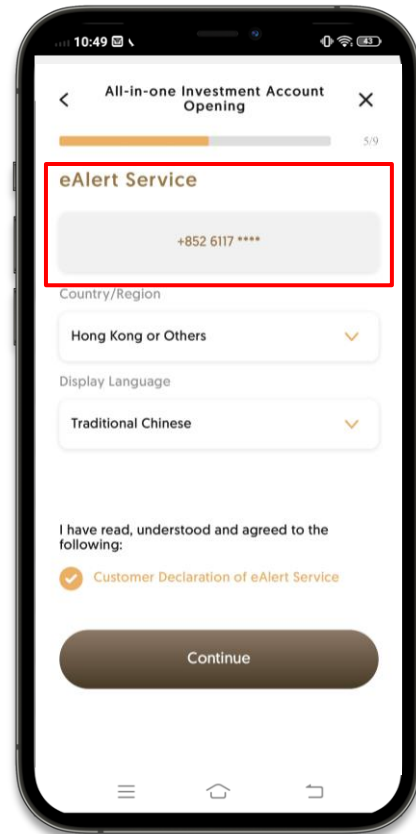 10:49
43
All-in-one Investment Account
Opening
5/9
eAlert Service
+852 6117 ****
Country/Region
Hong Kong or Others
Display Language
Traditional Chinese
I have read, understood and agreed to the
following:
Customer Declaration of eAlert Service
Continue